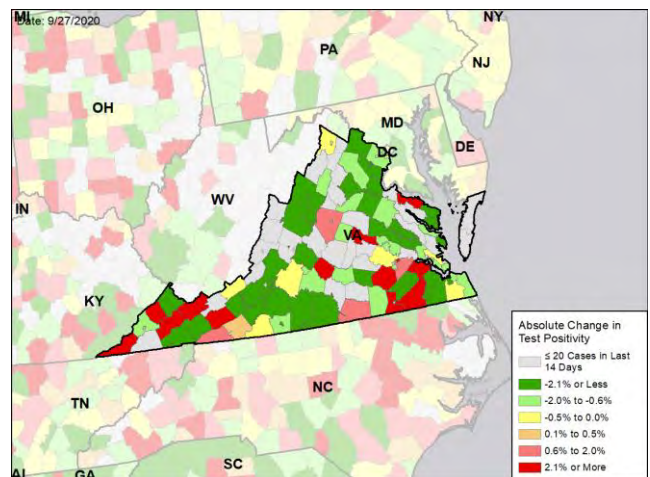 Date: 9/27/2020
MI
NY
PA
NJ
OH
MD
DE
DC
IN
WV
VA
KY
TN
NC
SC
AL
GA
Absolute Change in
Test Positivity
≤ 20 Cases in Last
14 Days
-2.1% or Less
-2.0% to -0.6%
-0.5% to 0.0%
0.1% to 0.5%
0.6% to 2.0%
2.1% or More